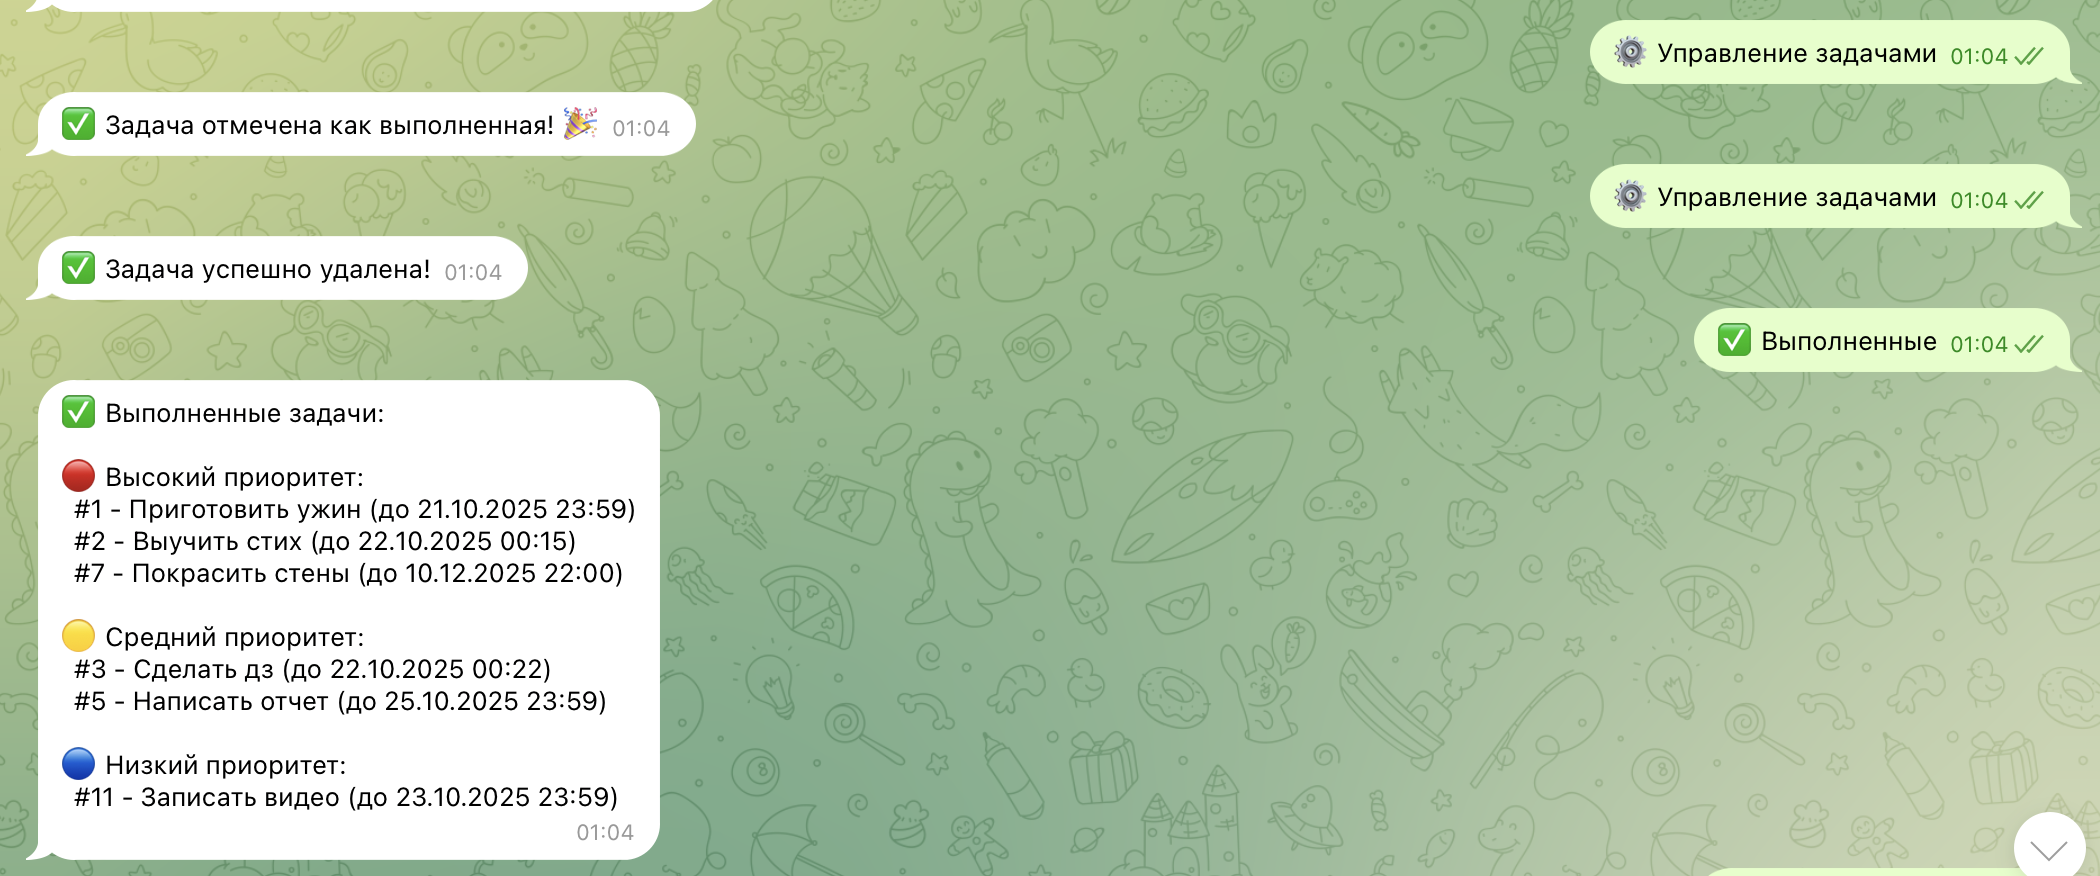 ⚙️ Управление задачами 01:04
✅ Задача отмечена как выполненная! 🎉 01:04
⚙️ Управление задачами 01:04
✅ Задача успешно удалена! 01:04
✅ Выполненные 01:04
✅ Выполненные задачи:
🔴 Высокий приоритет:
#1 - Приготовить ужин (до 21.10.2025 23:59)
#2 - Выучить стих (до 22.10.2025 00:15)
#7 - Покрасить стены (до 10.12.2025 22:00)
🟡 Средний приоритет:
#3 - Сделать дз (до 22.10.2025 00:22)
#5 - Написать отчет (до 25.10.2025 23:59)
🔵 Низкий приоритет:
#11 - Записать видео (до 23.10.2025 23:59)
01:04